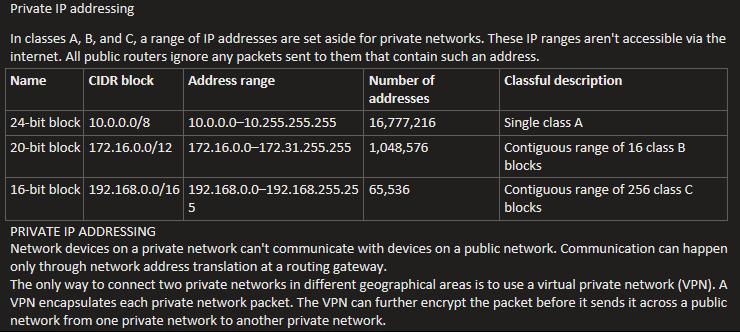 Private IP addressing
In classes A, B, and C, a range of IP addresses are set aside for private networks. These IP ranges aren't accessible via the
internet. All public routers ignore any packets sent to them that contain such an address.
Name CIDR block Address range Number of
addresses Classful description
24-bit block 10.0.0.0/8 10.0.0.0–10.255.255.255 16,777,216 Single class A
20-bit block 172.16.0.0/12 172.16.0.0–172.31.255.255 1,048,576 Contiguous range of 16 class B
blocks
16-bit block 192.168.0.0/16 192.168.0.0–192.168.255.25
5 65,536 Contiguous range of 256 class C
blocks
PRIVATE IP ADDRESSING
Network devices on a private network can't communicate with devices on a public network. Communication can happen
only through network address translation at a routing gateway.
The only way to connect two private networks in different geographical areas is to use a virtual private network (VPN). A
VPN encapsulates each private network packet. The VPN can further encrypt the packet before it sends it across a public
network from one private network to another private network.